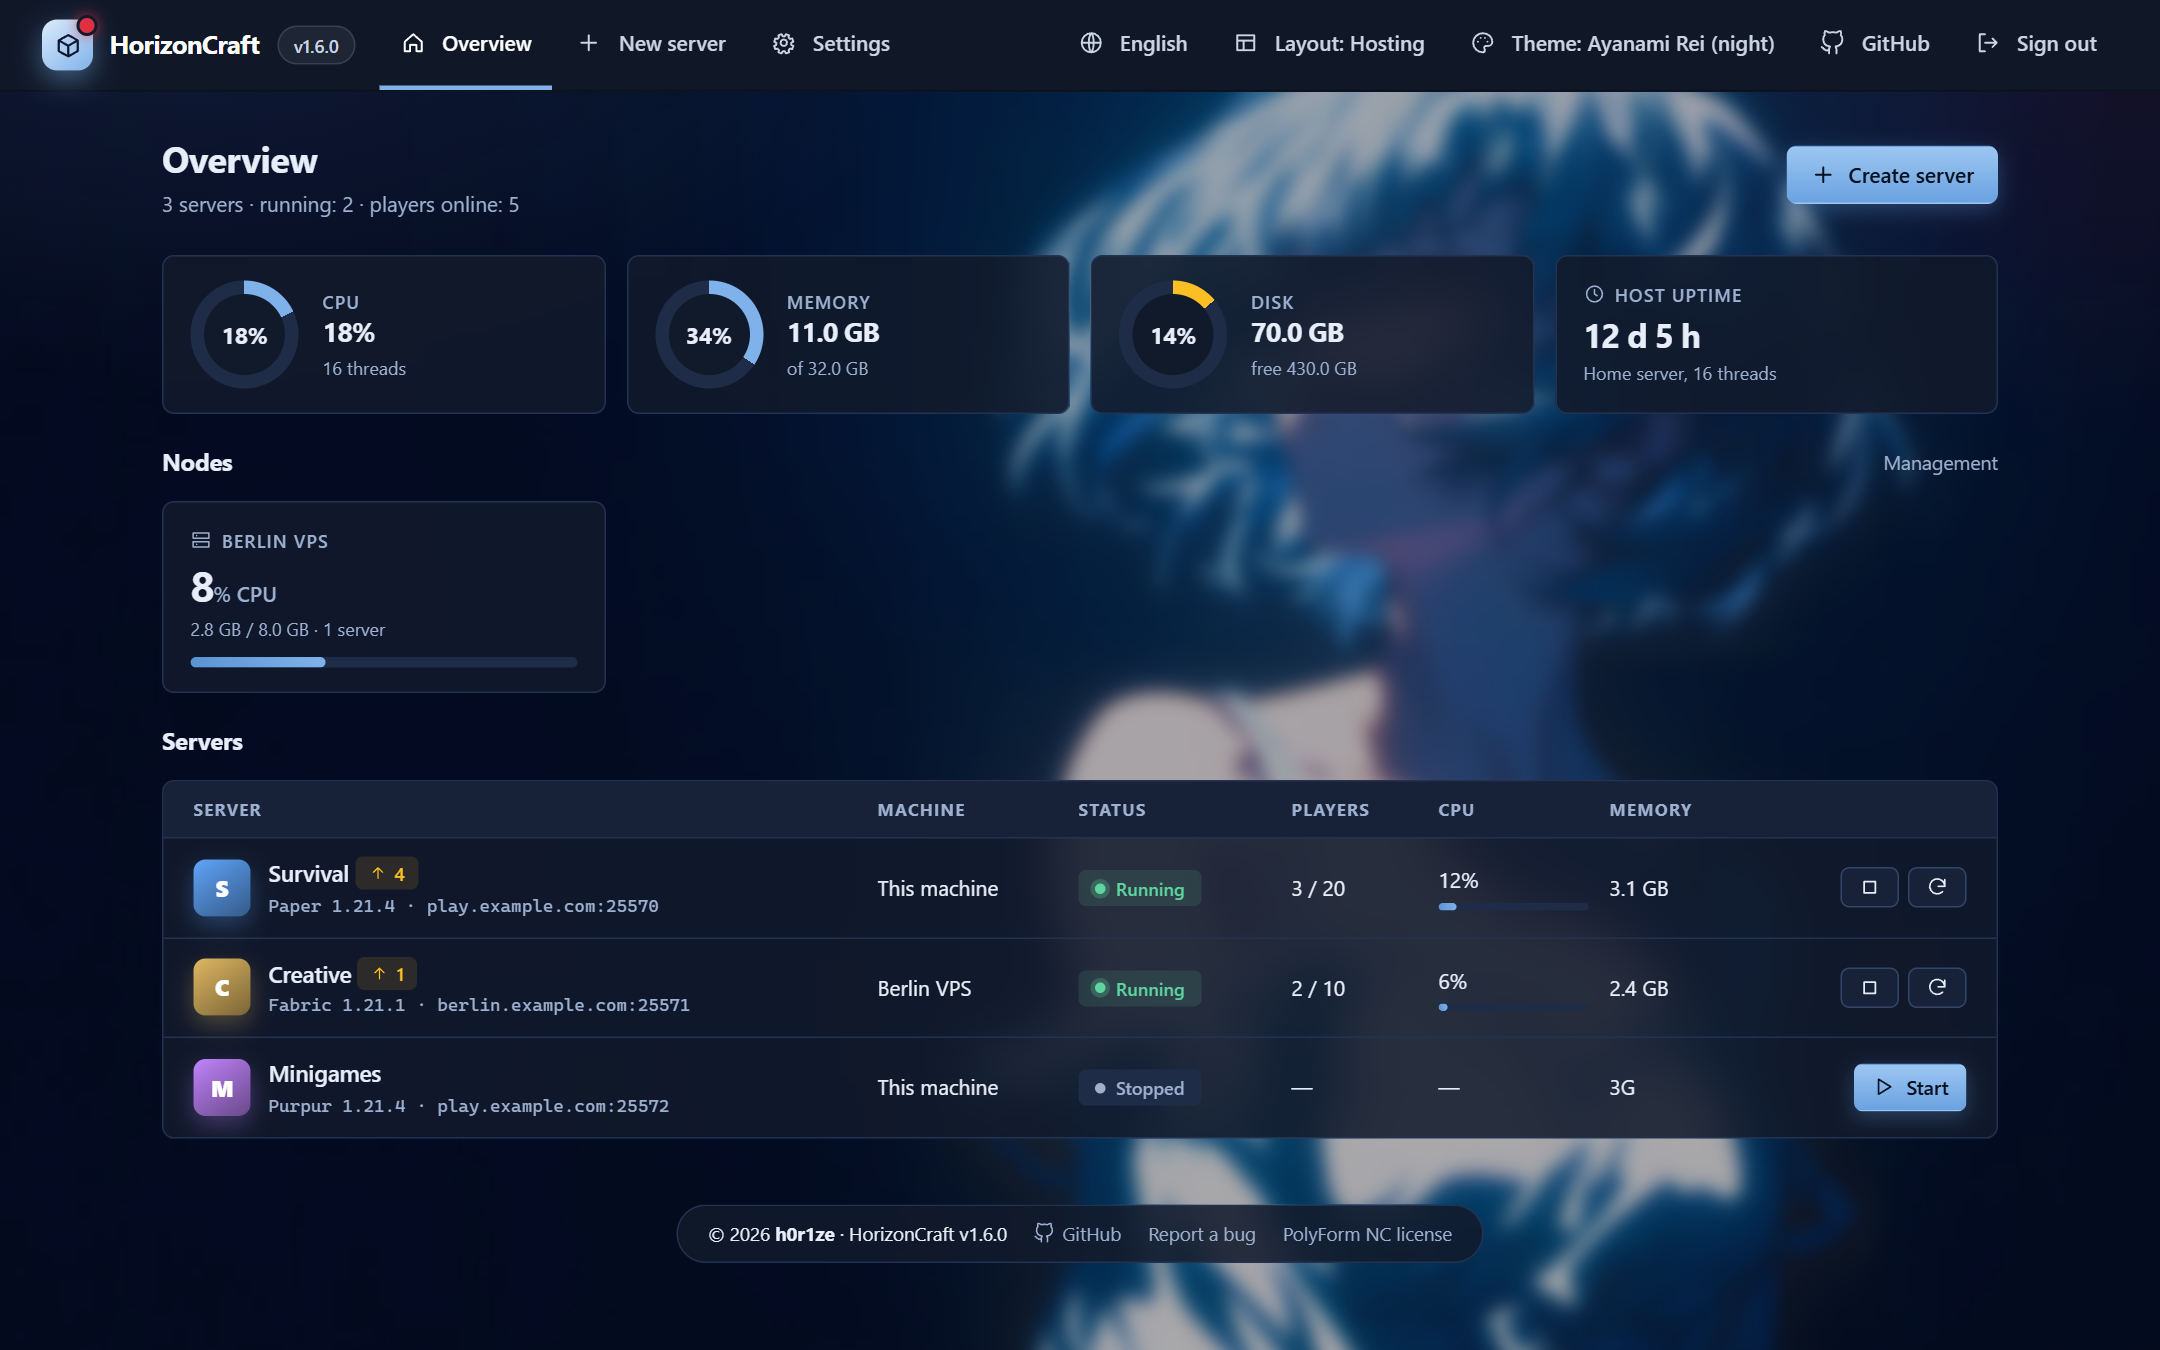 HorizonCraft v1.6.0 Overview New server Settings English Layout: Hosting Theme: Ayanami Rei (night) GitHub Sign out
Overview
3 servers · running: 2 · players online: 5
Create server
18%
CPU
18%
16 threads
34%
MEMORY
11.0 GB
of 32.0 GB
14%
DISK
70.0 GB
free 430.0 GB
HOST UPTIME
12 d 5 h
Home server, 16 threads
Nodes
Management
BERLIN VPS
8% CPU
2.8 GB / 8.0 GB · 1 server
Servers
SERVER MACHINE STATUS PLAYERS CPU MEMORY
S
Survival ↑ 4
Paper 1.21.4 · play.example.com:25570
This machine
Running
3 / 20
12%
3.1 GB
C
Creative ↑ 1
Fabric 1.21.1 · berlin.example.com:25571
Berlin VPS
Running
2 / 10
6%
2.4 GB
M
Minigames
Purpur 1.21.4 · play.example.com:25572
This machine
Stopped
—
—
3G
Start
© 2026 h0r1ze · HorizonCraft v1.6.0 GitHub Report a bug PolyForm NC license